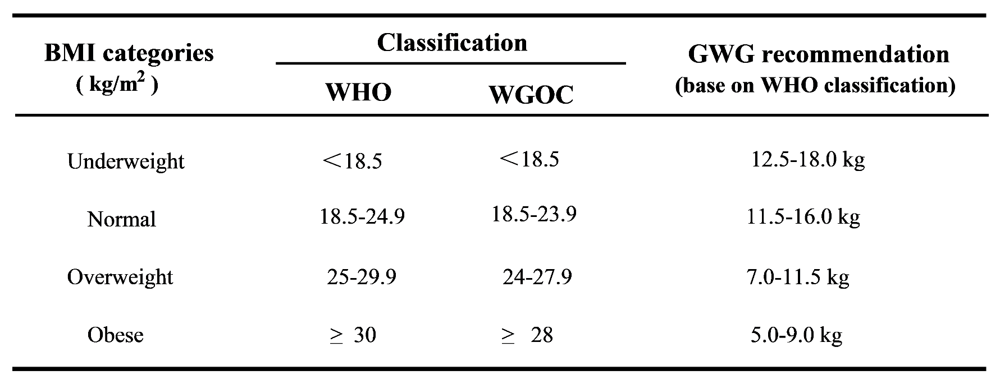 BMI categories
( kg/m² )
Classification
WHO WGOC
GWG recommendation
(base on WHO classification)
Underweight <18.5 <18.5 12.5-18.0 kg
Normal 18.5-24.9 18.5-23.9 11.5-16.0 kg
Overweight 25-29.9 24-27.9 7.0-11.5 kg
Obese ≥ 30 ≥ 28 5.0-9.0 kg